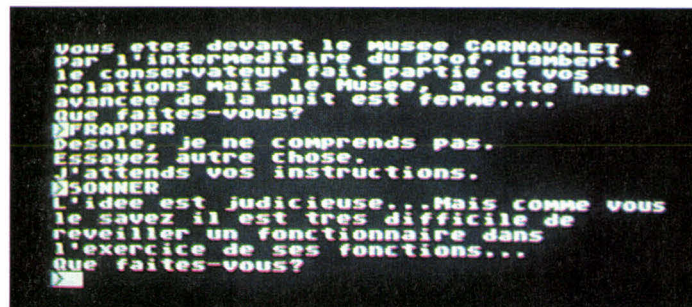 Vous etes devant le musee CARNAVALET.
Par l'intermediaire du Prof. Lambert
le conservateur fait partie de vos
relations mais le Musee, a cette heure
avancee de la nuit est ferme....
Que faites-vous?
>FRAPPER
Desole, je ne comprends pas.
Essayez autre chose.
J'attends vos instructions.
>SONNER
L'idee est judicieuse...Mais comme vous
le savez il est tres difficile de
reveiller un fonctionnaire dans
l'exercice de ses fonctions...
Que faites-vous?
>